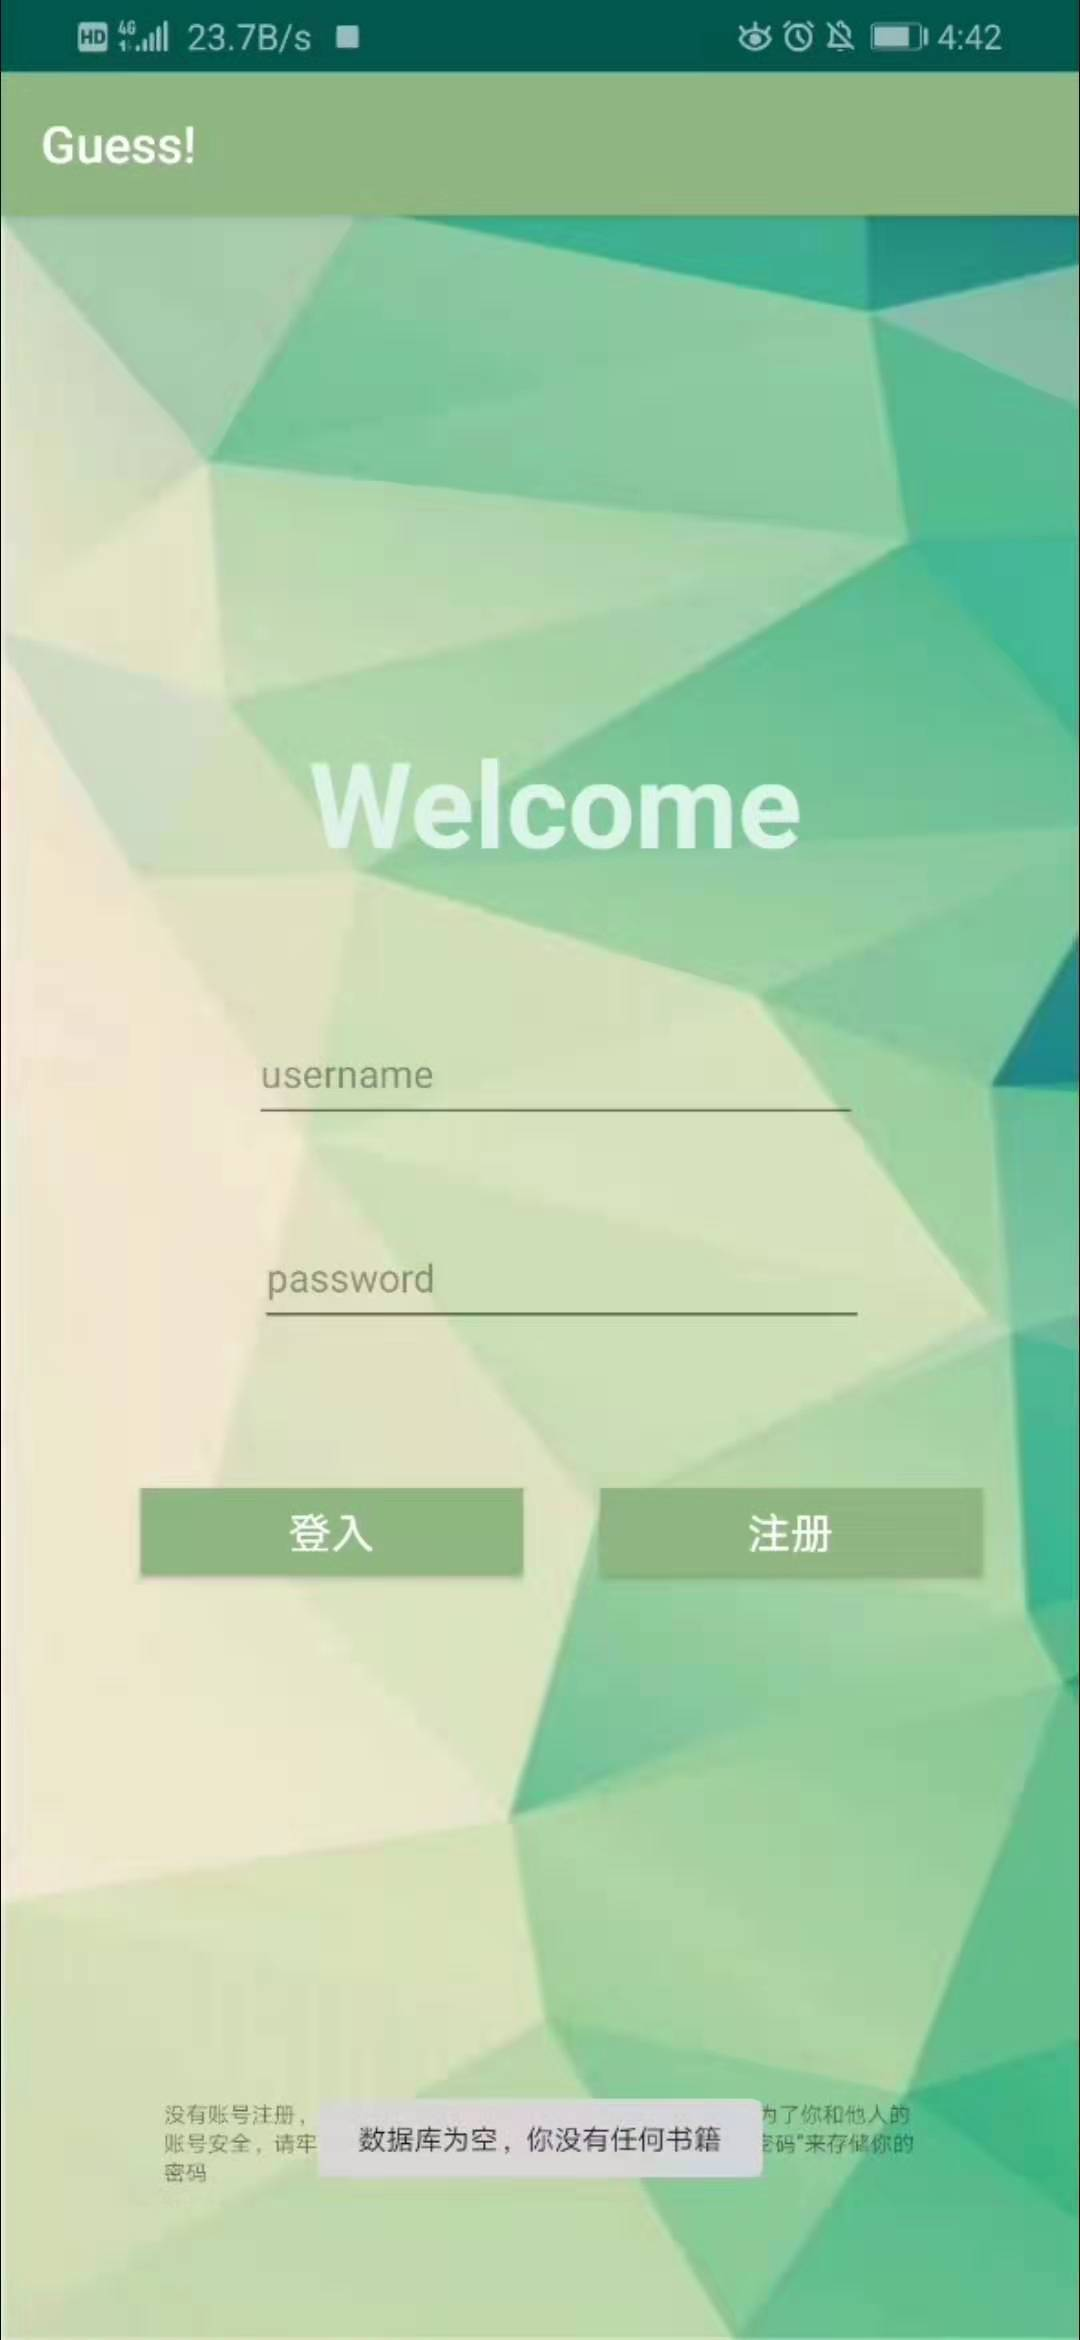 HD 4G 23.7B/s 4:42
Guess!
Welcome
username
password
登入 注册
没有账号注册， 为了你和他人的
账号安全，请牢 密码"来存储你的
密码
数据库为空，你没有任何书籍